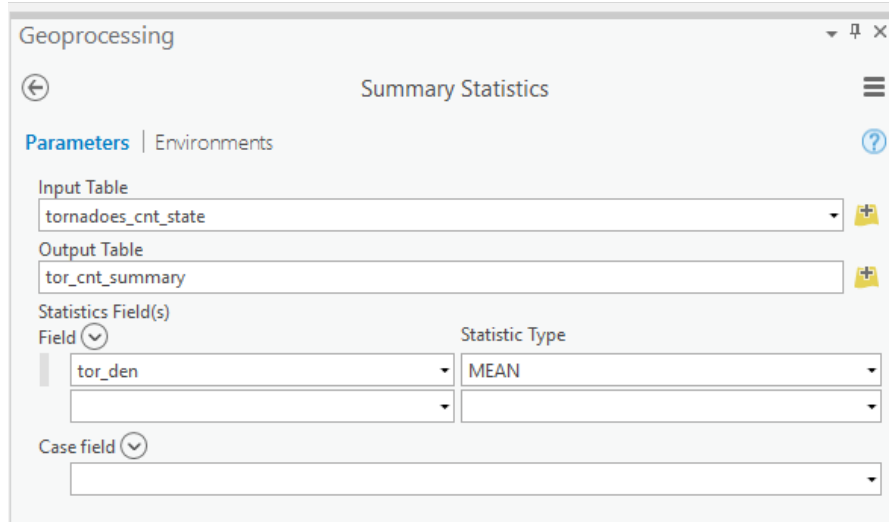 Geoprocessing
Summary Statistics
Parameters | Environments
Input Table
tornadoes_cnt_state
Output Table
tor_cnt_summary
Statistics Field(s)
Field Statistic Type
tor_den MEAN
Case field